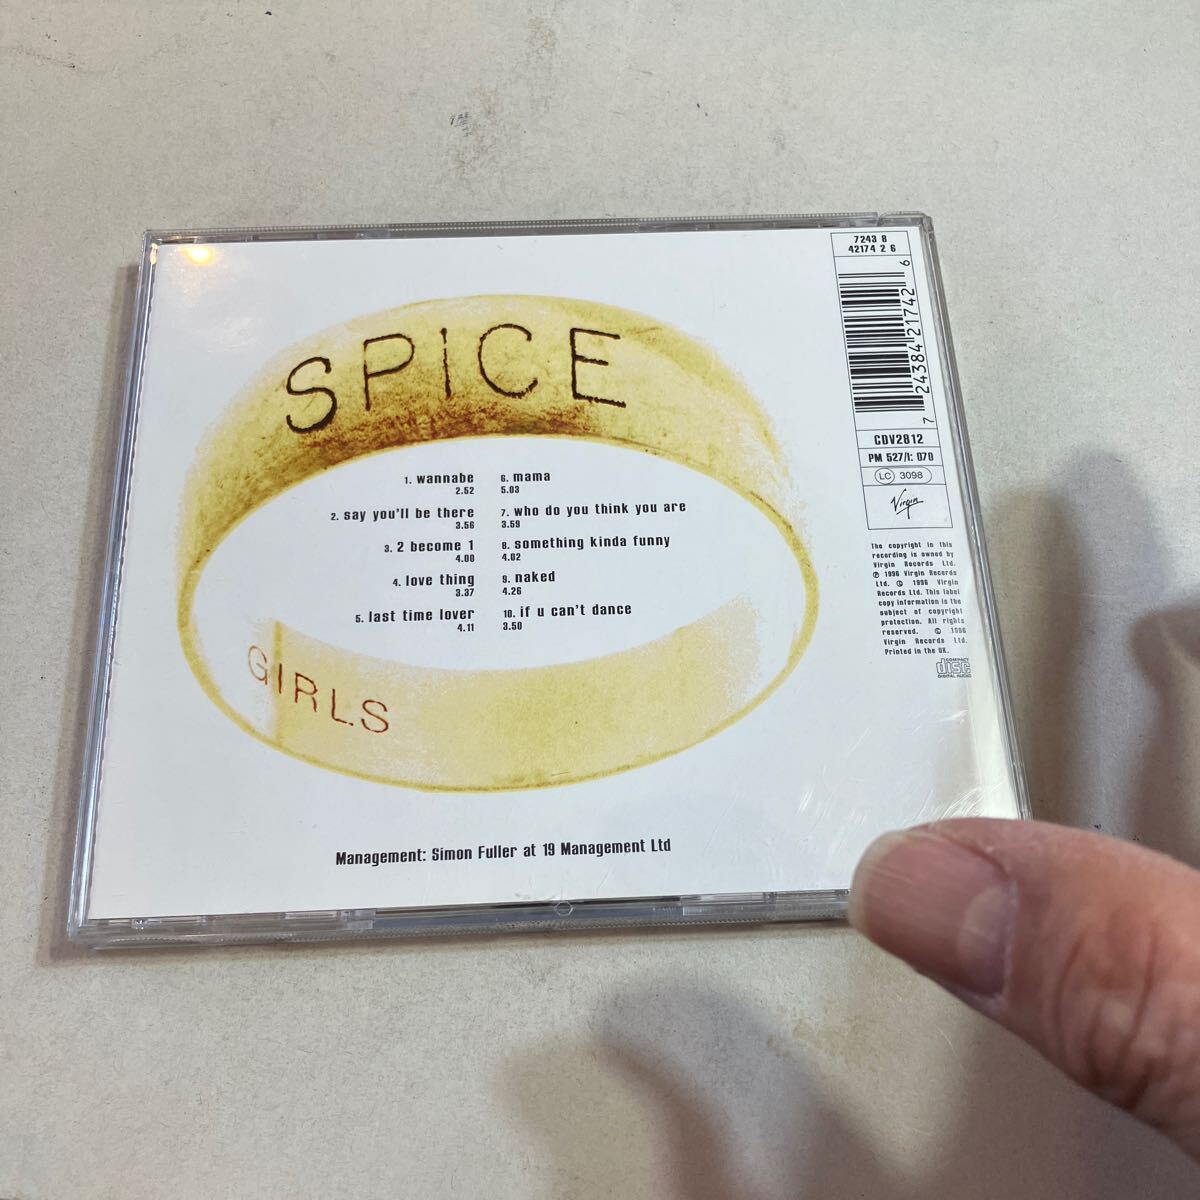 SPICE
1. wannabe
2.52
2. say you'll be there
3.56
3. 2 become 1
4.00
4. love thing
3.37
5. last time lover
4.11
6. mama
5.03
7. who do you think you are
3.59
8. something kinda funny
4.02
9. naked
4.26
10. if u can't dance
3.50
GIRLS
Management: Simon Fuller at 19 Management Ltd
7243 8
42174 2 6
7 24384 21742 6
CDV2812
PM 527/F: 070
LC 3098
Virgin
The copyright in this
recording is owned by
Virgin Records Ltd.
℗ 1996 Virgin Records
Ltd. © 1996 Virgin
Records Ltd. This label
copy information is the
subject of copyright
protection. All rights
reserved. © 1996
Virgin Records Ltd.
Printed in the UK.
COMPACT
disc
DIGITAL AUDIO